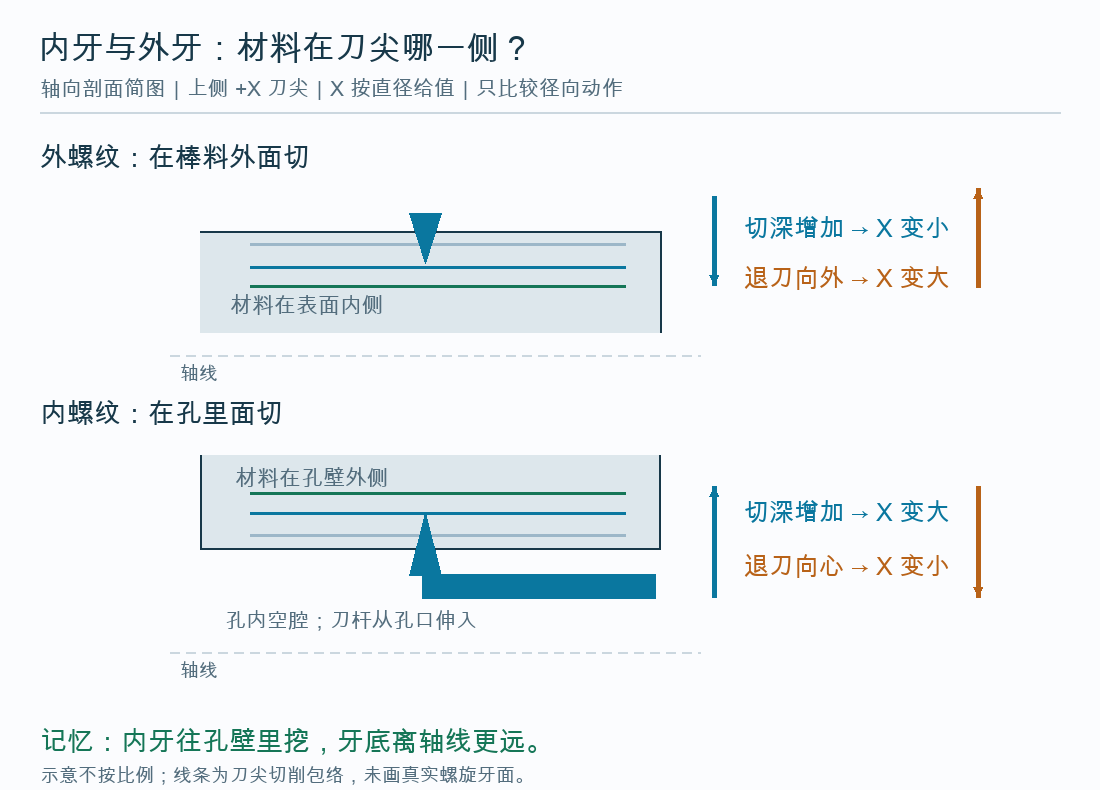 内牙与外牙：材料在刀尖哪一侧？
轴向剖面简图 | 上侧 +X 刀尖 | X 按直径给值 | 只比较径向动作
外螺纹：在棒料外面切
切深增加→X 变小
退刀向外→X 变大
材料在表面内侧
轴线
内螺纹：在孔里面切
材料在孔壁外侧
切深增加→X 变大
退刀向心→X 变小
孔内空腔；刀杆从孔口伸入
轴线
记忆：内牙往孔壁里挖，牙底离轴线更远。
示意不按比例；线条为刀尖切削包络，未画真实螺旋牙面。